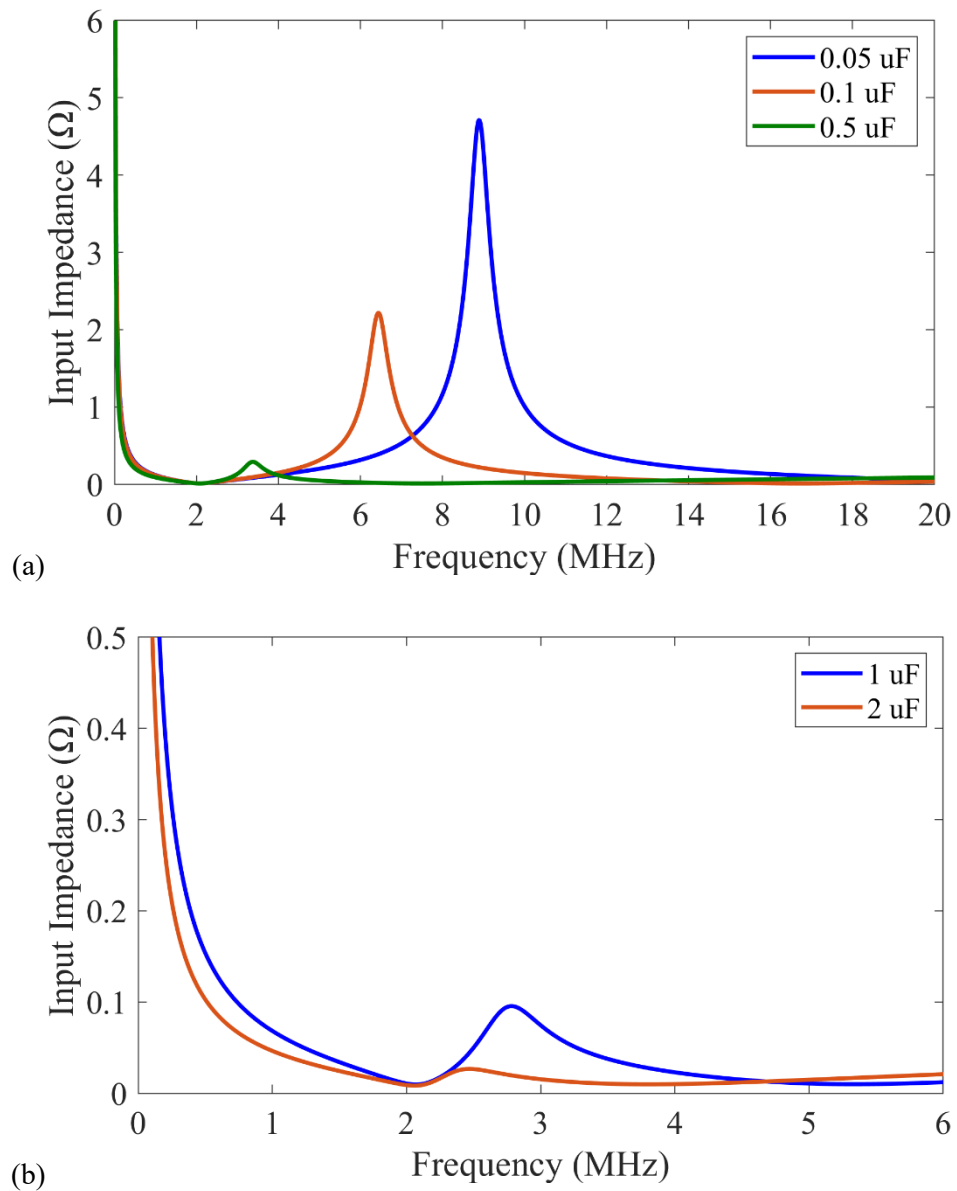 6
5
4
3
2
1
0
Input Impedance (Ω)
0.05 uF
0.1 uF
0.5 uF
0 2 4 6 8 10 12 14 16 18 20
Frequency (MHz)
(a)
0.5
0.4
0.3
0.2
0.1
0
Input Impedance (Ω)
1 uF
2 uF
0 1 2 3 4 5 6
Frequency (MHz)
(b)